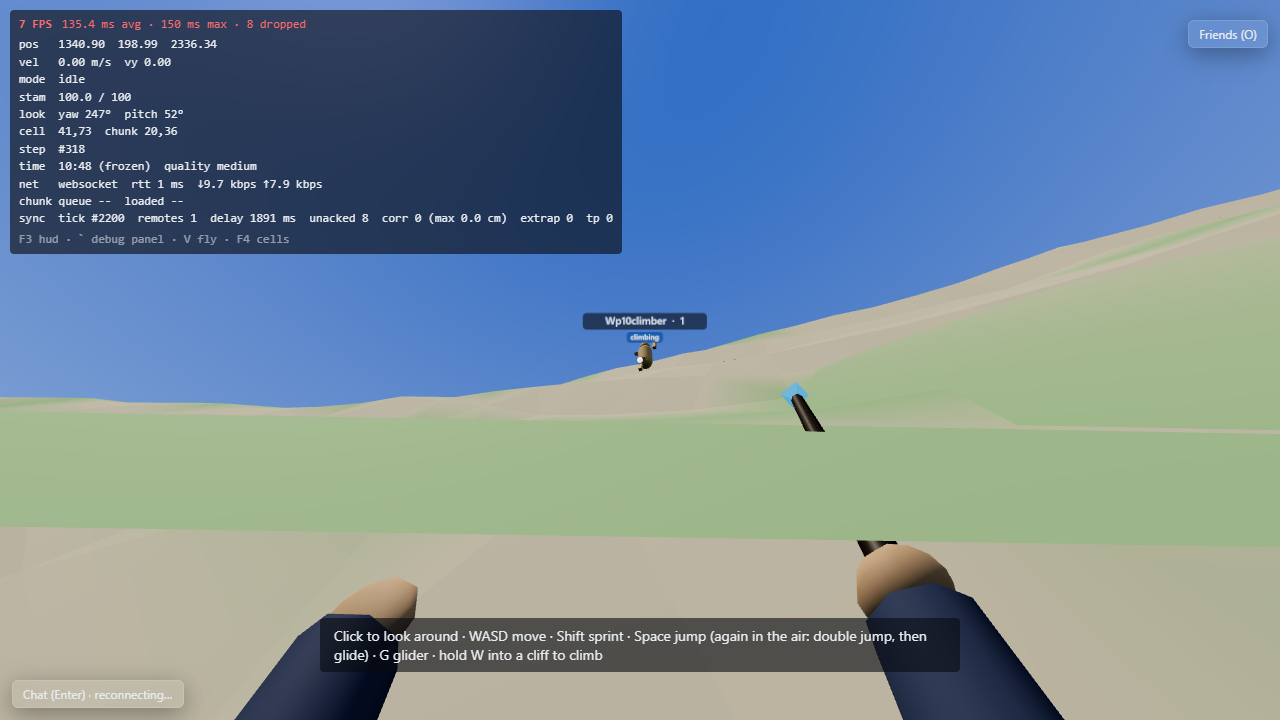 7 FPS 135.4 ms avg · 150 ms max · 8 dropped
pos 1340.90 198.99 2336.34
vel 0.00 m/s vy 0.00
mode idle
stam 100.0 / 100
look yaw 247° pitch 52°
cell 41,73 chunk 20,36
step #318
time 10:48 (frozen) quality medium
net websocket rtt 1 ms ↓9.7 kbps ↑7.9 kbps
chunk queue -- loaded --
sync tick #2200 remotes 1 delay 1891 ms unacked 8 corr 0 (max 0.0 cm) extrap 0 tp 0
F3 hud · ` debug panel · V fly · F4 cells
Friends (O)
Wp10climber · 1
climbing
Click to look around · WASD move · Shift sprint · Space jump (again in the air: double jump, then
glide) · G glider · hold W into a cliff to climb
Chat (Enter) · reconnecting...